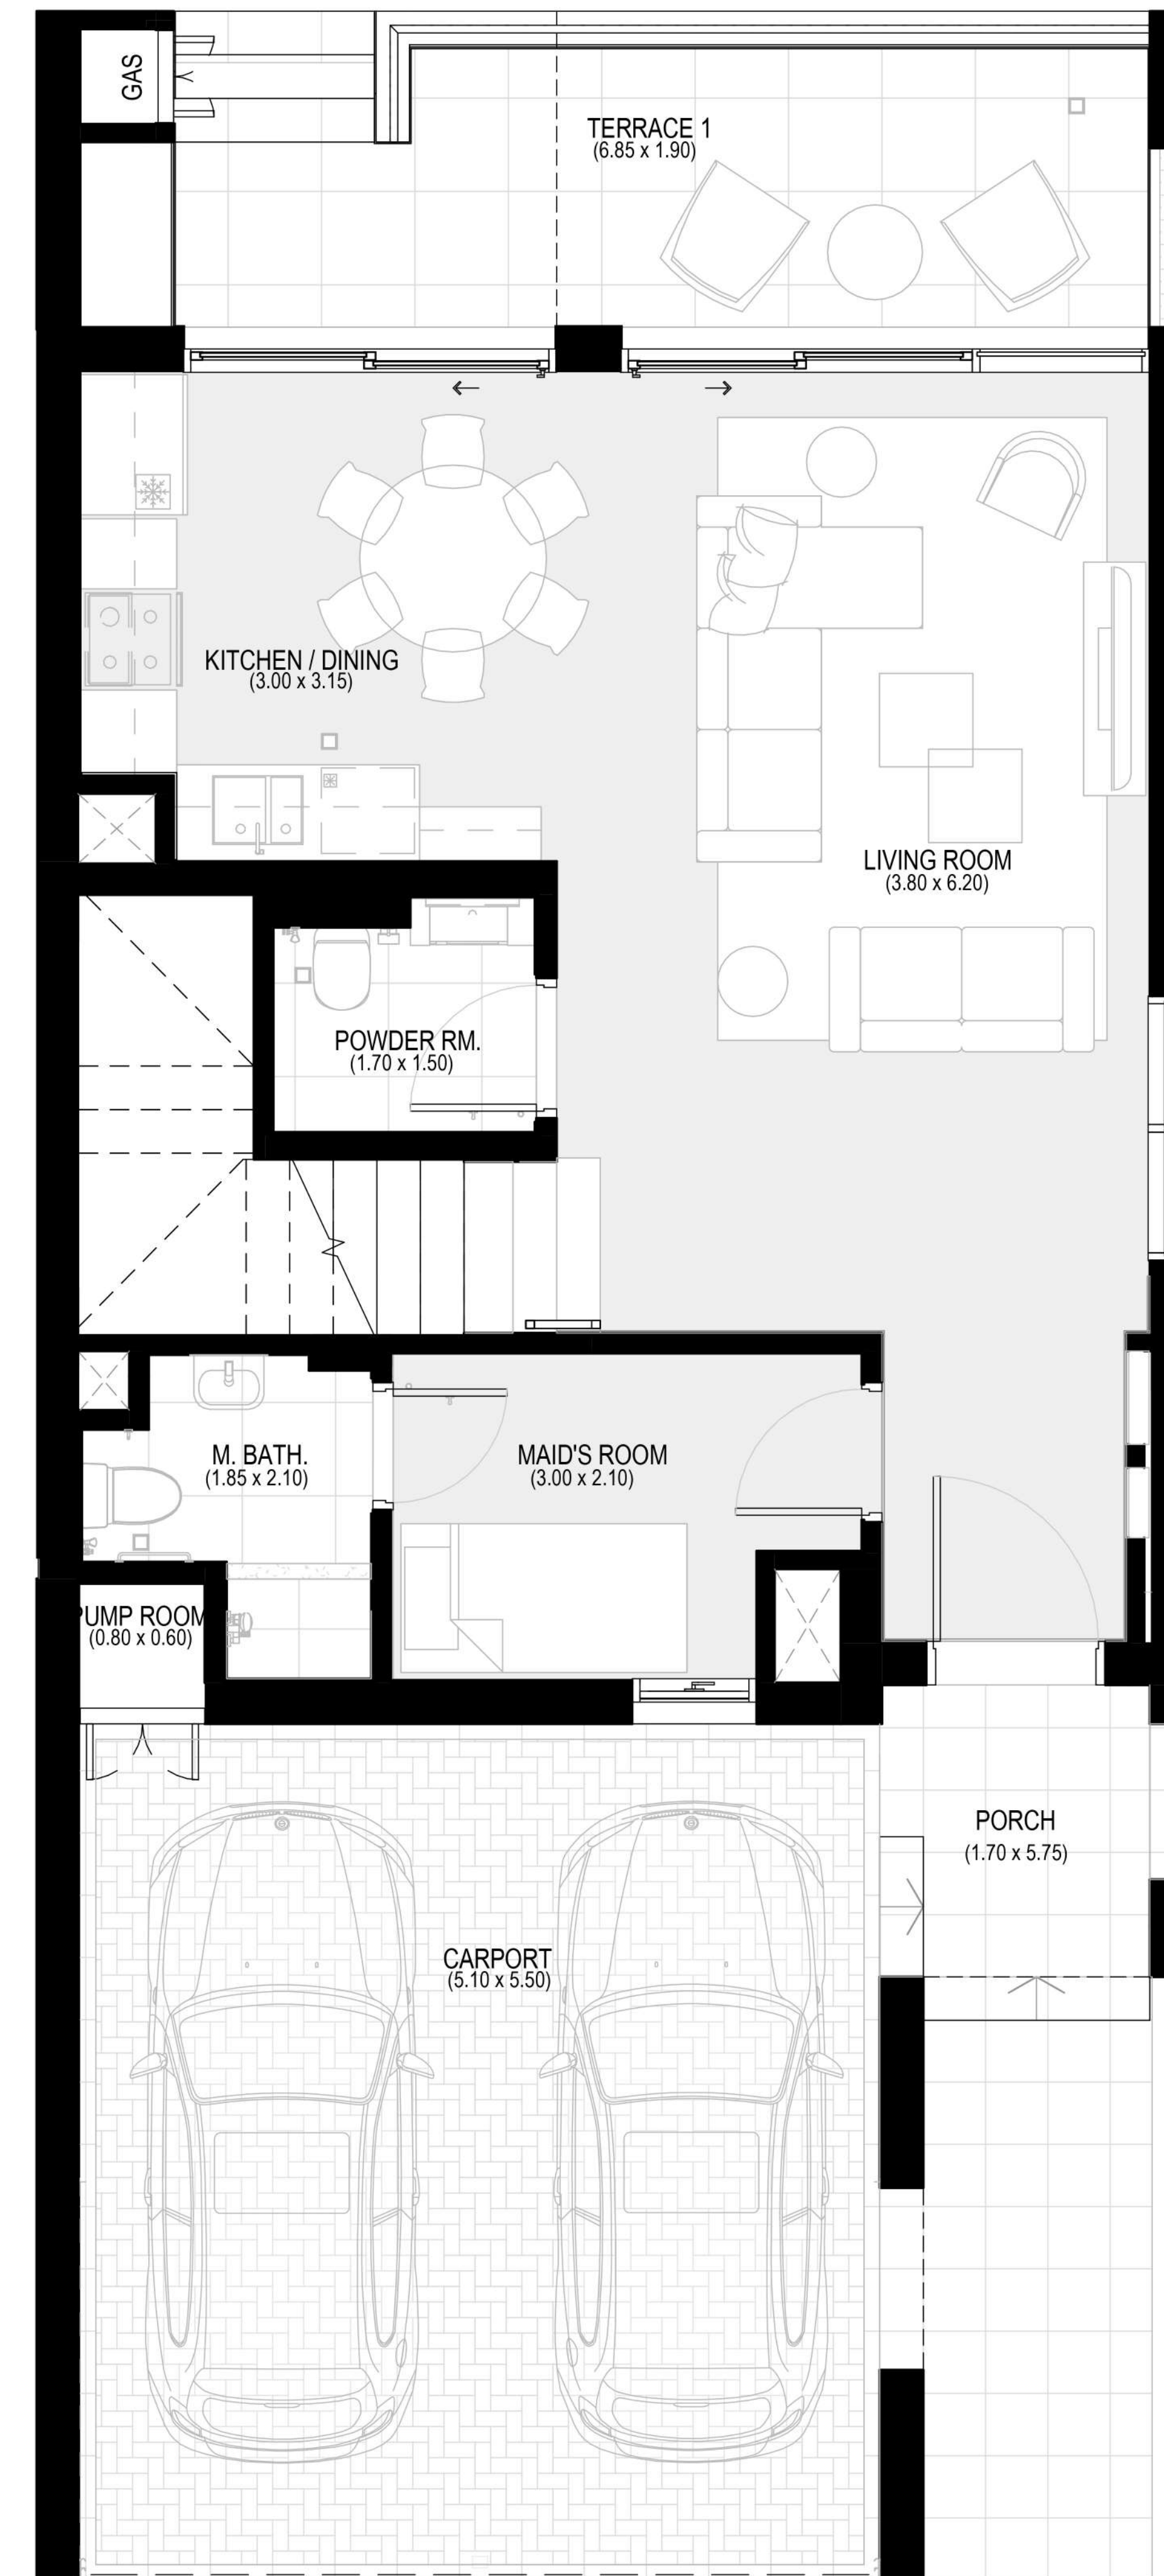 GAS
TERRACE 1
(6.85 x 1.90)
KITCHEN / DINING
(3.00 x 3.15)
LIVING ROOM
(3.80 x 6.20)
POWDER RM.
(1.70 x 1.50)
M. BATH.
(1.85 x 2.10)
MAID'S ROOM
(3.00 x 2.10)
PUMP ROOM
(0.80 x 0.60)
PORCH
(1.70 x 5.75)
CARPORT
(5.10 x 5.50)